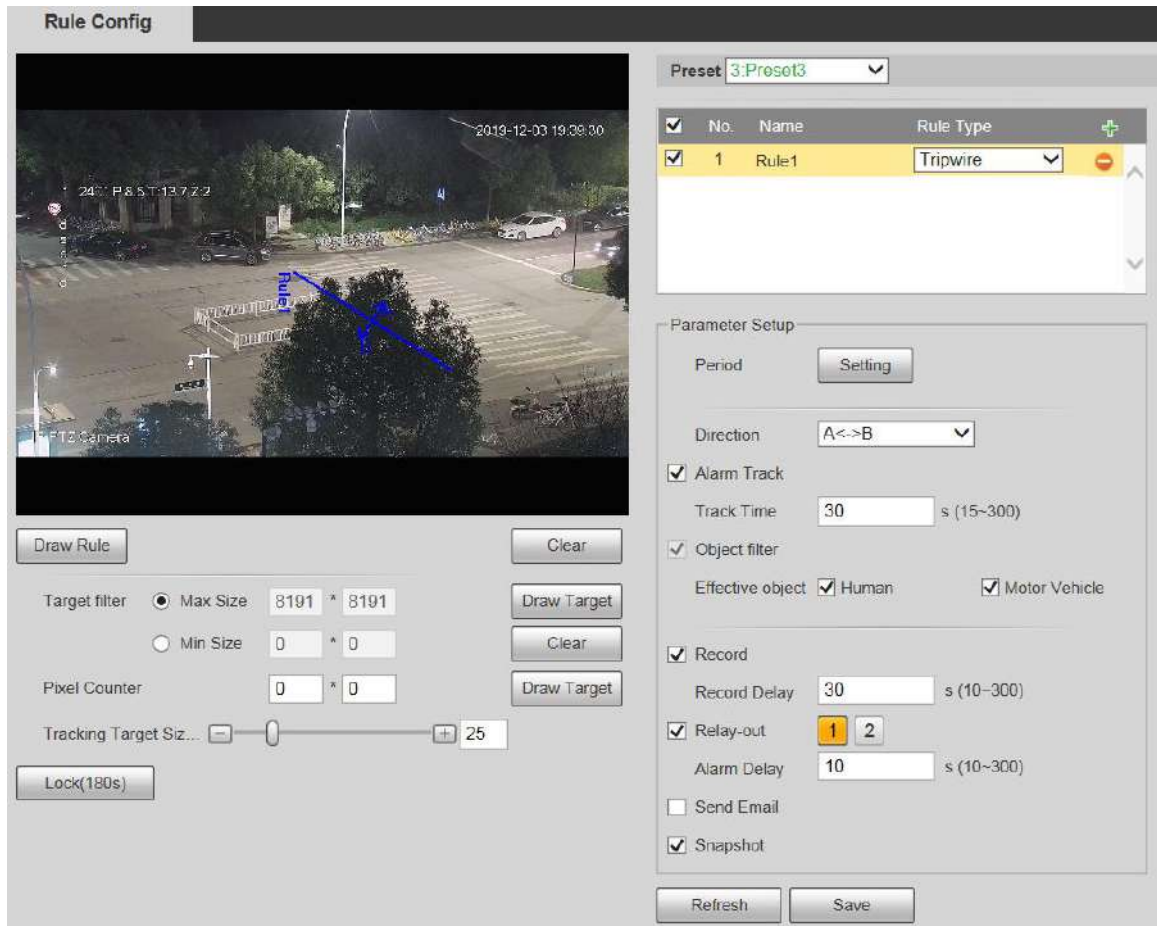 Rule Config
2019-12-03 19:39:30
Rule1
PTZ Camera
Draw Rule
Clear
Target filter Max Size 8191 * 8191 Draw Target
Min Size 0 * 0 Clear
Pixel Counter 0 * 0 Draw Target
Tracking Target Siz... - + 25
Lock(180s)
Preset 3:Preset3
No. Name Rule Type
1 Rule1 Tripwire
Parameter Setup
Period Setting
Direction A<->B
Alarm Track
Track Time 30 s (15~300)
Object filter
Effective object Human Motor Vehicle
Record
Record Delay 30 s (10~300)
Relay-out 1 2
Alarm Delay 10 s (10~300)
Send Email
Snapshot
Refresh Save